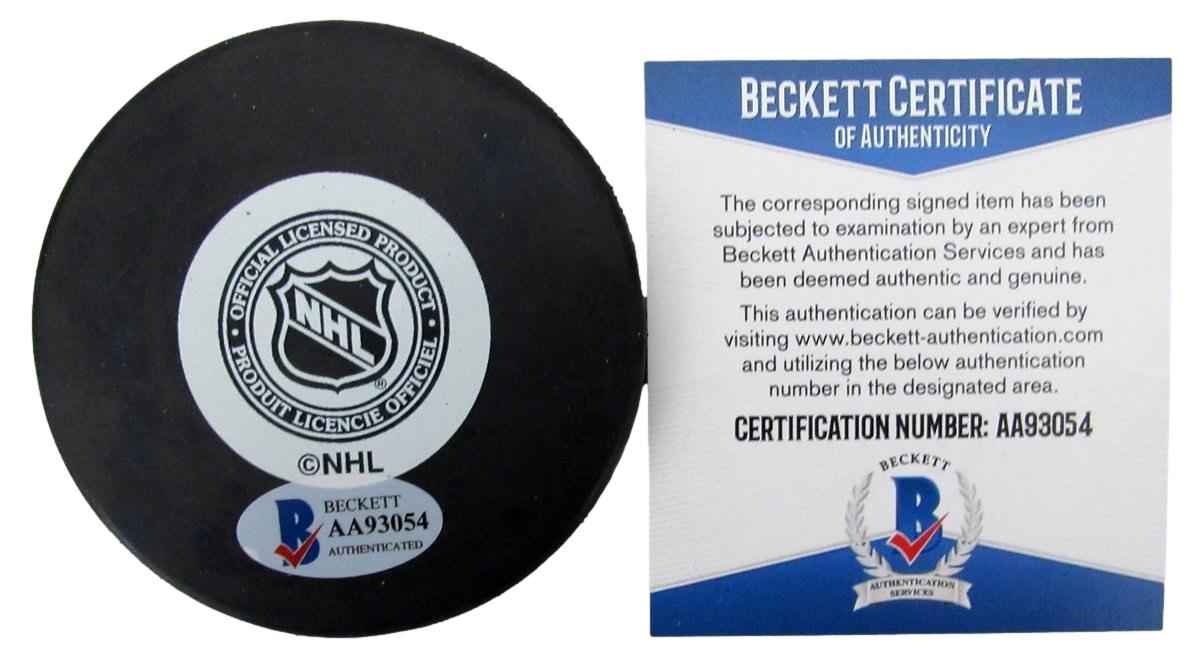 • OFFICIAL LICENSED PRODUCT •
NHL
®
PRODUIT LICENCIE OFFICIEL
©NHL
B
BECKETT
AA93054
AUTHENTICATED
BECKETT CERTIFICATE
OF AUTHENTICITY
The corresponding signed item has been
subjected to examination by an expert from
Beckett Authentication Services and has
been deemed authentic and genuine.
This authentication can be verified by
visiting www.beckett-authentication.com
and utilizing the below authentication
number in the designated area.
CERTIFICATION NUMBER: AA93054
BECKETT
B
AUTHENTICATION
SERVICES